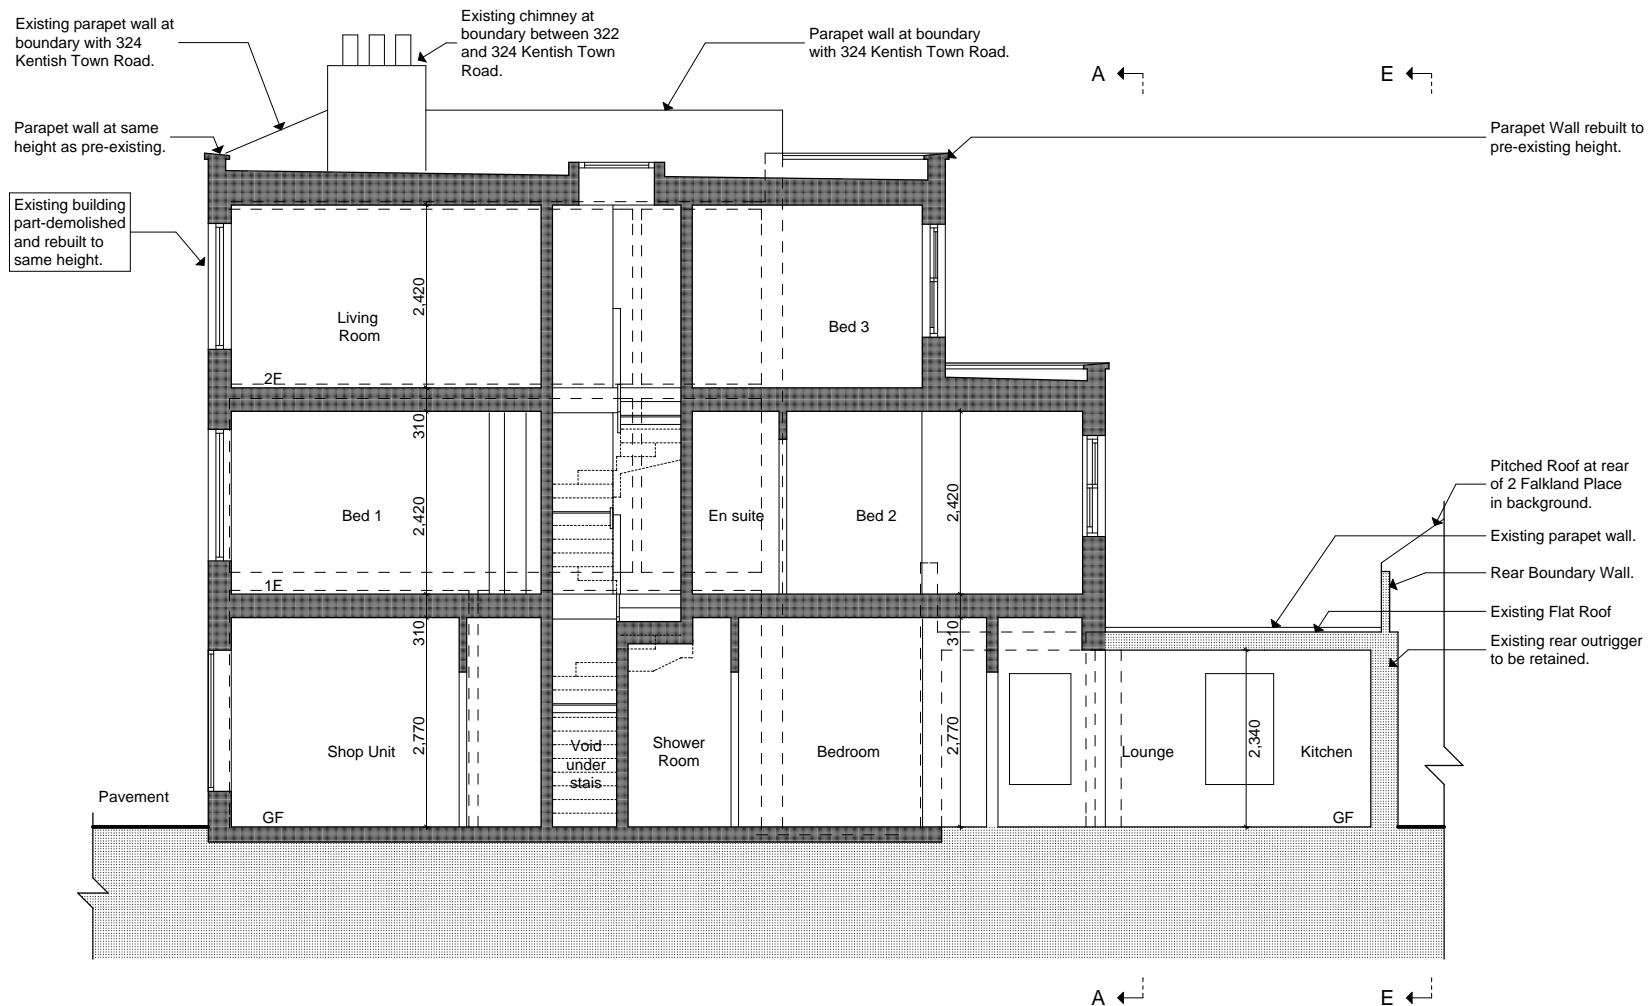 Existing parapet wall at
boundary with 324
Kentish Town Road.
Existing chimney at
boundary between 322
and 324 Kentish Town
Road.
Parapet wall at boundary
with 324 Kentish Town Road.
A
E
Parapet wall at same
height as pre-existing.
Parapet Wall rebuilt to
pre-existing height.
Existing building
part-demolished
and rebuilt to
same height.
2,420
Living
Room
Bed 3
2F
310
2,420
Bed 1
En suite
Bed 2
2,420
1F
Pitched Roof at rear
of 2 Falkland Place
in background.
Existing parapet wall.
Rear Boundary Wall.
Existing Flat Roof
Existing rear outrigger
to be retained.
310
310
2,770
Shop Unit
Void
under
stais
Shower
Room
Bedroom
2,770
Lounge
2,340
Kitchen
Pavement
GF
GF
A
E